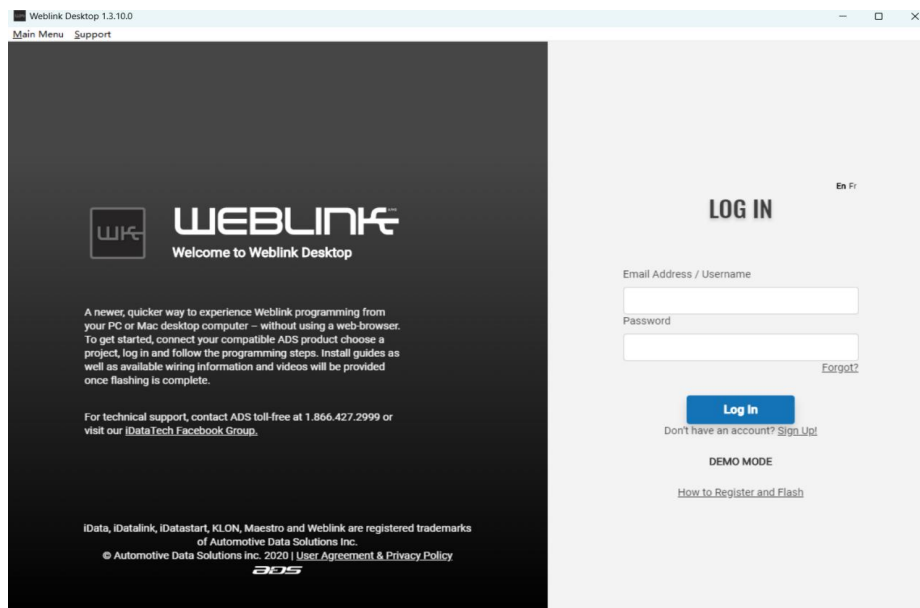 Weblink Desktop 1.3.10.0
Main Menu Support
WK
WEBLINK
Welcome to Weblink Desktop
A newer, quicker way to experience Weblink programming from
your PC or Mac desktop computer – without using a web-browser.
To get started, connect your compatible ADS product choose a
project, log in and follow the programming steps. Install guides as
well as available wiring information and videos will be provided
once flashing is complete.
For technical support, contact ADS toll-free at 1.866.427.2999 or
visit our iDataTech Facebook Group.
iData, iDatalink, iDatastart, KLON, Maestro and Weblink are registered trademarks
of Automotive Data Solutions Inc.
© Automotive Data Solutions inc. 2020 | User Agreement & Privacy Policy
ADS
En Fr
LOG IN
Email Address / Username
Password
Forgot?
Log In
Don't have an account? Sign Up!
DEMO MODE
How to Register and Flash